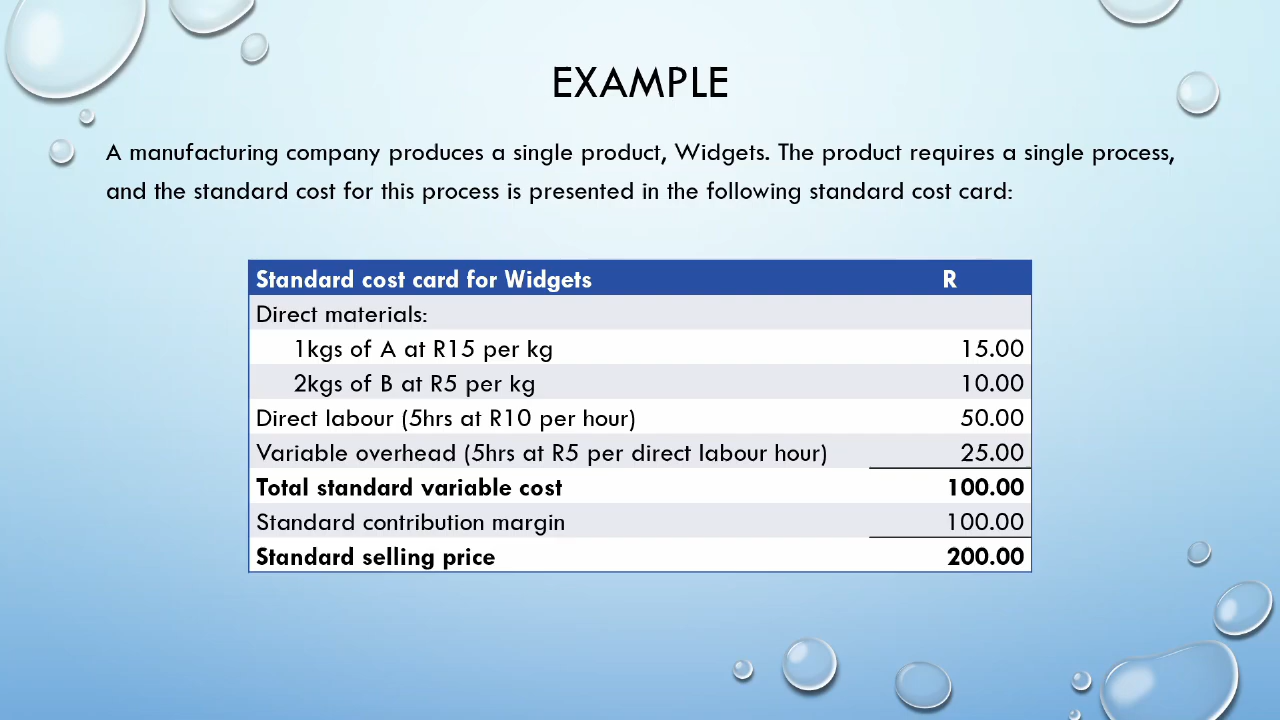 EXAMPLE
A manufacturing company produces a single product, Widgets. The product requires a single process,
and the standard cost for this process is presented in the following standard cost card:
Standard cost card for Widgets R
Direct materials:
1kgs of A at R15 per kg 15.00
2kgs of B at R5 per kg 10.00
Direct labour (5hrs at R10 per hour) 50.00
Variable overhead (5hrs at R5 per direct labour hour) 25.00
Total standard variable cost 100.00
Standard contribution margin 100.00
Standard selling price 200.00